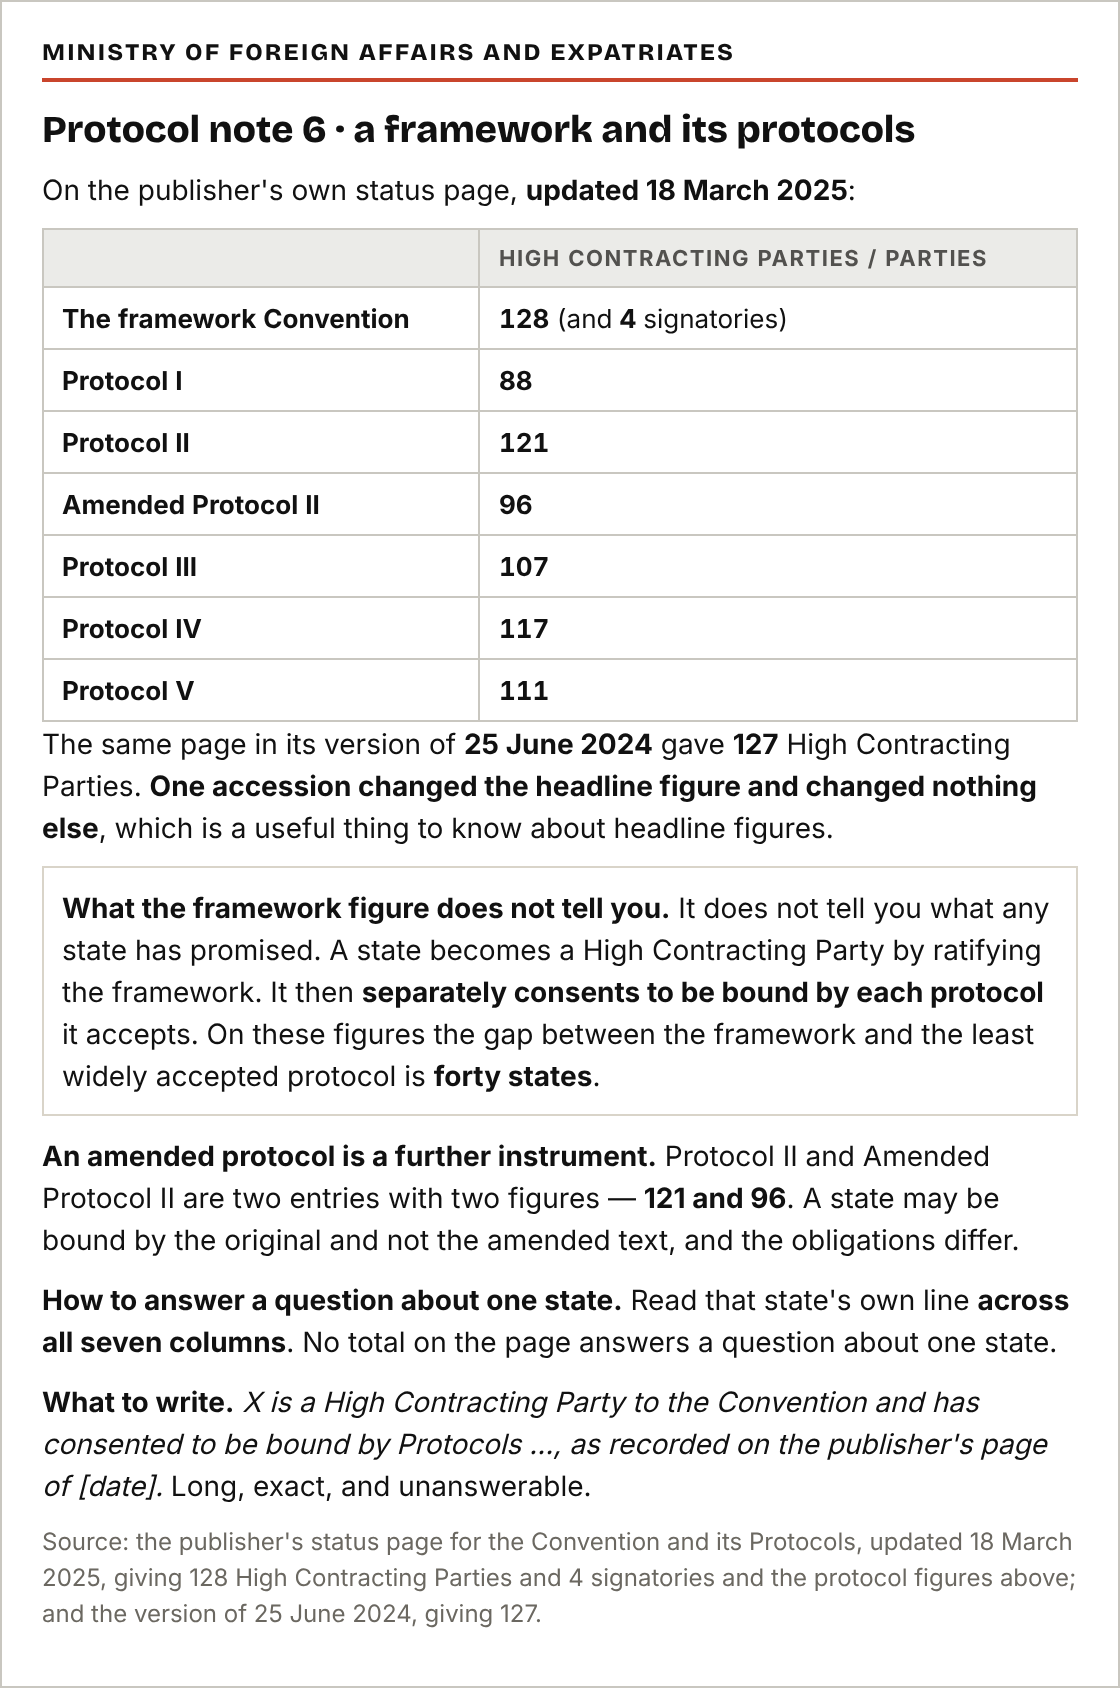 MINISTRY OF FOREIGN AFFAIRS AND EXPATRIATES
Protocol note 6 · a framework and its protocols
On the publisher's own status page, updated 18 March 2025:
HIGH CONTRACTING PARTIES / PARTIES
The framework Convention 128 (and 4 signatories)
Protocol I 88
Protocol II 121
Amended Protocol II 96
Protocol III 107
Protocol IV 117
Protocol V 111
The same page in its version of 25 June 2024 gave 127 High Contracting
Parties. One accession changed the headline figure and changed nothing
else, which is a useful thing to know about headline figures.
What the framework figure does not tell you. It does not tell you what any
state has promised. A state becomes a High Contracting Party by ratifying
the framework. It then separately consents to be bound by each protocol
it accepts. On these figures the gap between the framework and the least
widely accepted protocol is forty states.
An amended protocol is a further instrument. Protocol II and Amended
Protocol II are two entries with two figures — 121 and 96. A state may be
bound by the original and not the amended text, and the obligations differ.
How to answer a question about one state. Read that state's own line across
all seven columns. No total on the page answers a question about one state.
What to write. X is a High Contracting Party to the Convention and has
consented to be bound by Protocols ..., as recorded on the publisher's page
of [date]. Long, exact, and unanswerable.
Source: the publisher's status page for the Convention and its Protocols, updated 18 March
2025, giving 128 High Contracting Parties and 4 signatories and the protocol figures above;
and the version of 25 June 2024, giving 127.